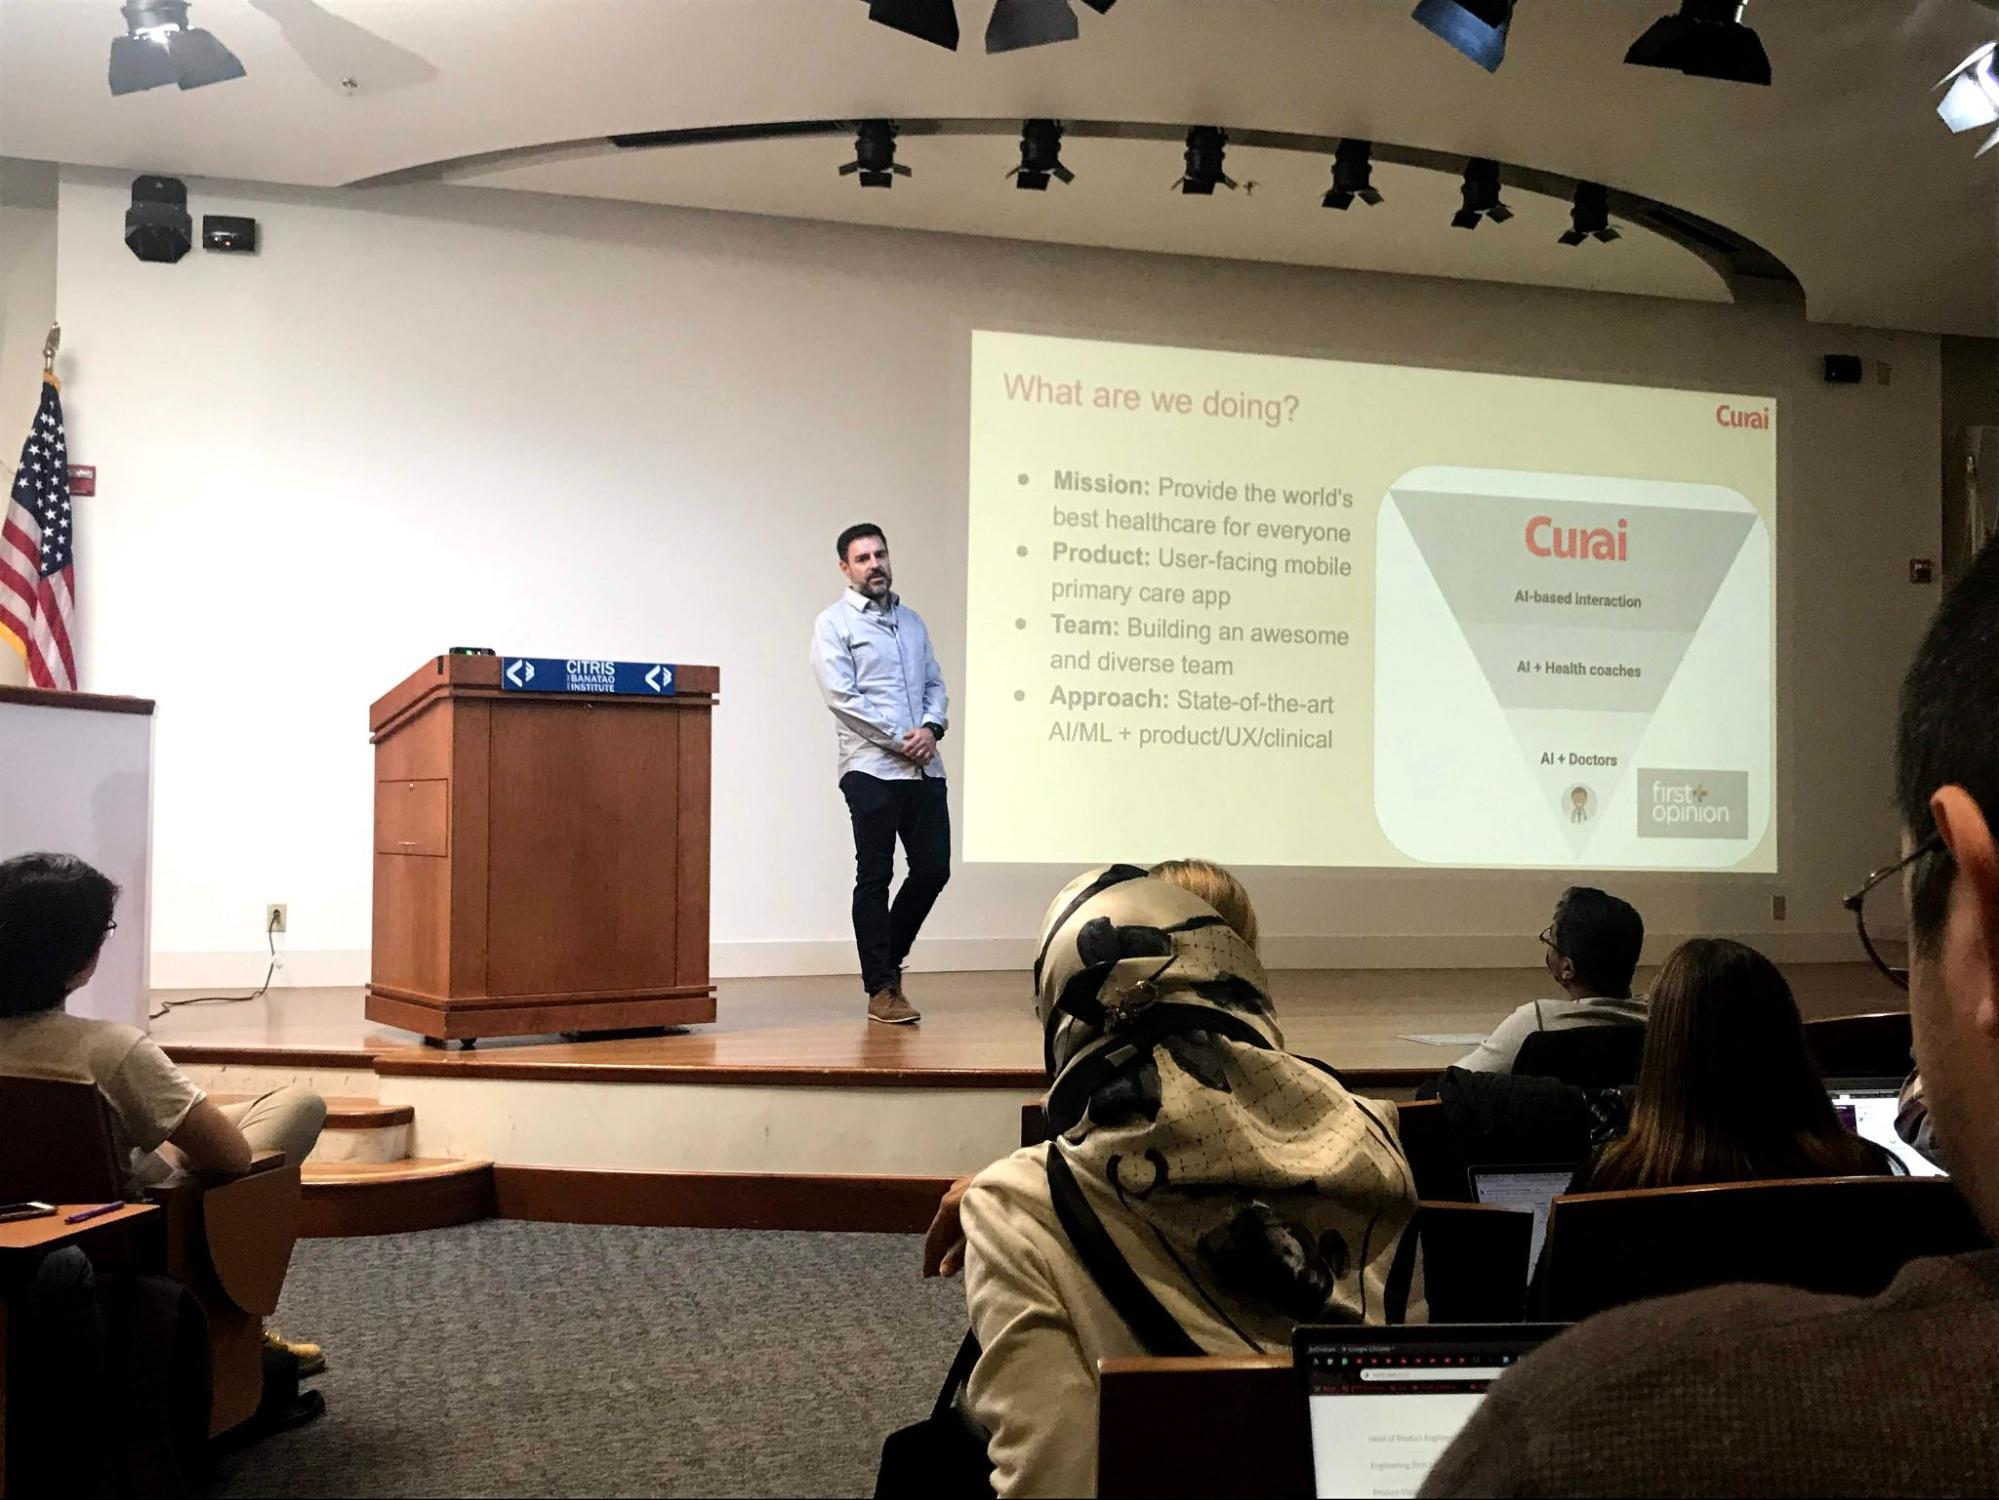 What are we doing?
Curai
Mission: Provide the world's
best healthcare for everyone
Product: User-facing mobile
primary care app
Team: Building an awesome
and diverse team
Approach: State-of-the-art
AI/ML + product/UX/clinical
Curai
AI-based interaction
AI + Health coaches
AI + Doctors
first
opinion
CITRIS
BANATAO
INSTITUTE